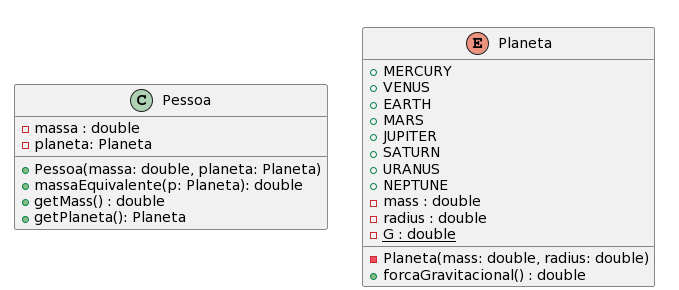 C Pessoa
massa : double
planeta: Planeta
Pessoa(massa: double, planeta: Planeta)
massaEquivalente(p: Planeta): double
getMass() : double
getPlaneta(): Planeta
E Planeta
MERCURY
VENUS
EARTH
MARS
JUPITER
SATURN
URANUS
NEPTUNE
mass : double
radius : double
G : double
Planeta(mass: double, radius: double)
forcaGravitacional() : double